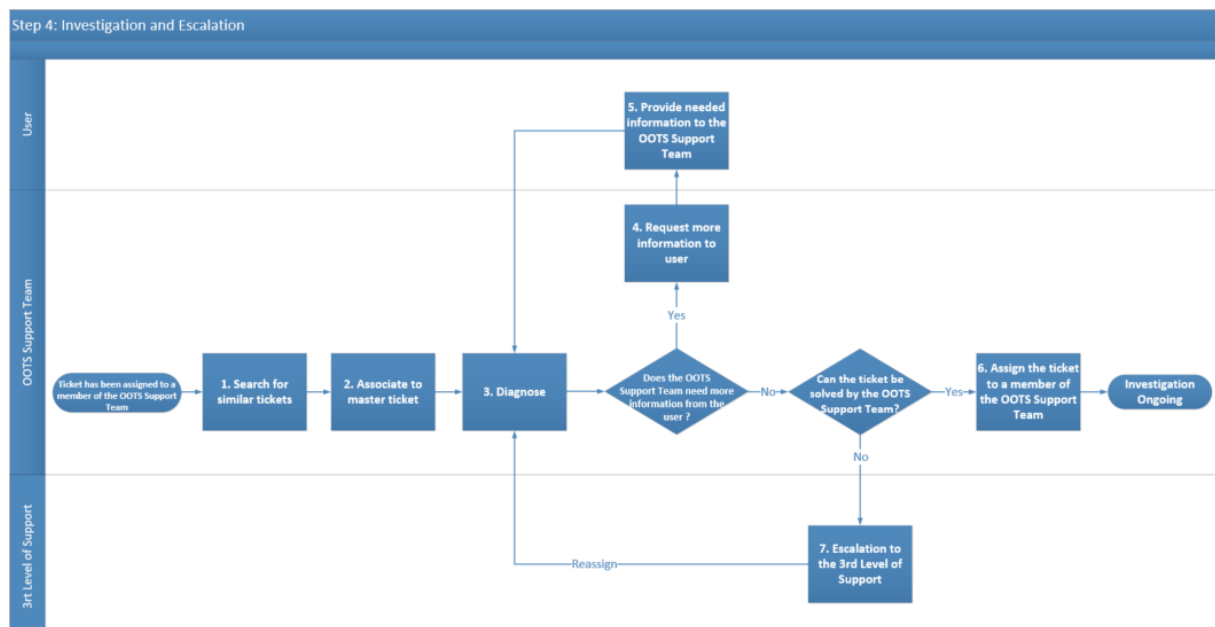 Step 4: Investigation and Escalation
User
5. Provide needed
information to the
OOTS Support
Team
OOTS Support Team
4. Request more
information to
user
Yes
Ticket has been assigned to a
member of the OOTS Support
Team
1. Search for
similar tickets
2. Associate to
master ticket
3. Diagnose
Does the OOTS
Support Team need more
information from the
user ?
No
Can the ticket be
solved by the OOTS
Support Team?
Yes
6. Assign the ticket
to a member of
the OOTS Support
Team
Investigation
Ongoing
No
3rt Level of Support
7. Escalation to
the 3rd Level of
Support
Reassign